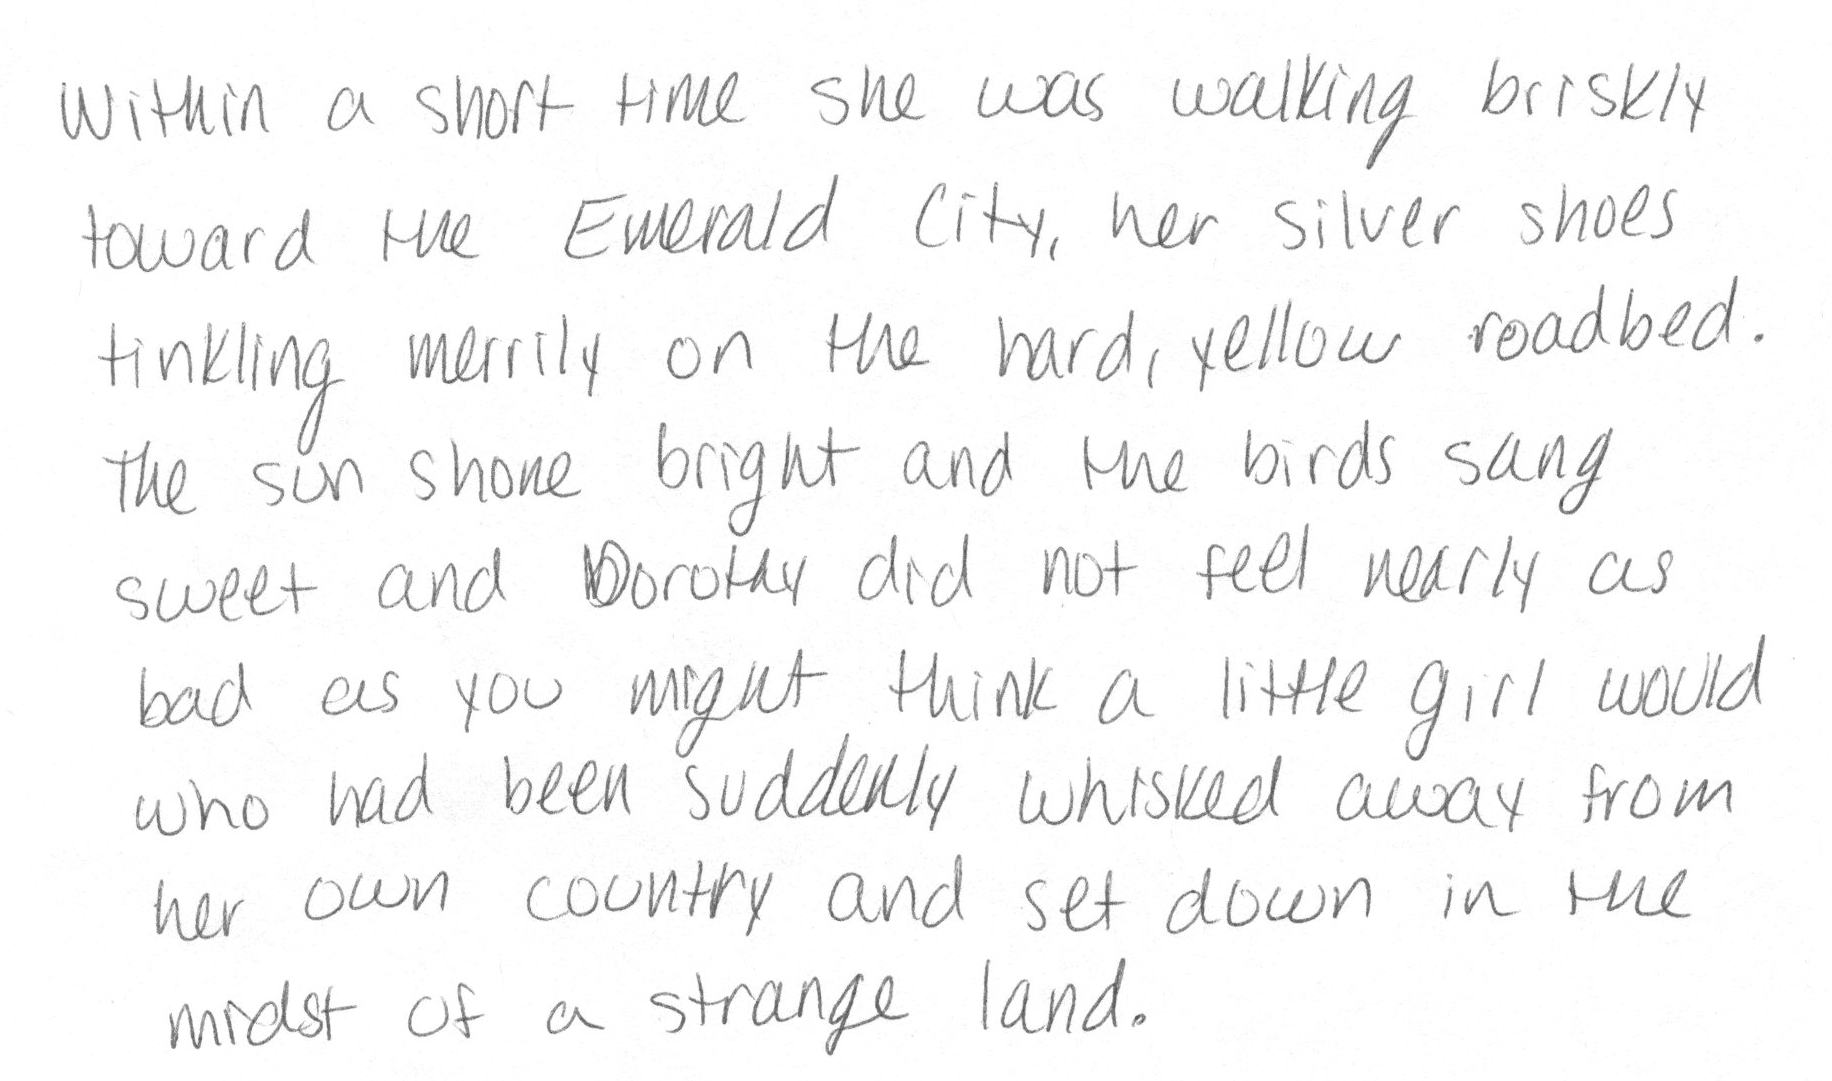 Within a short time she was walking briskly
toward the Emerald City, her silver shoes
tinkling merrily on the hard, yellow roadbed.
The sun shone bright and the birds sang
sweet and Dorothy did not feel nearly as
bad as you might think a little girl would
who had been suddenly whisked away from
her own country and set down in the
midst of a strange land.